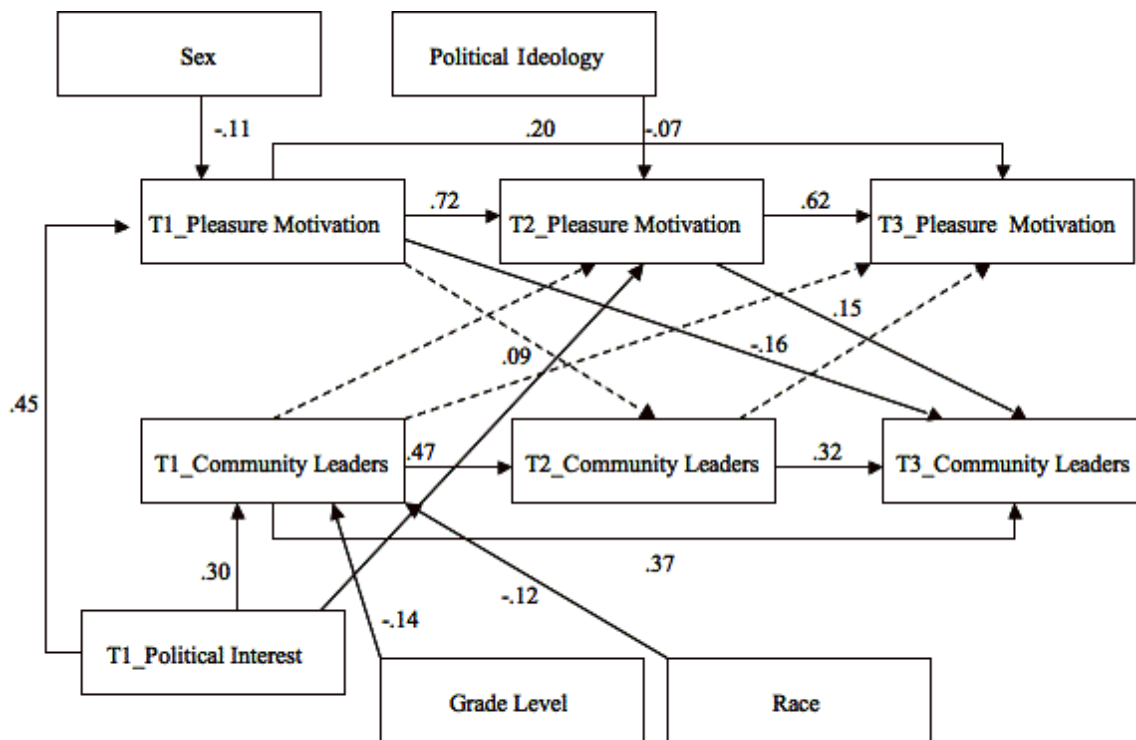 Sex
Political Ideology
-.11
.20
-.07
T1_Pleasure Motivation
.72
T2_Pleasure Motivation
.62
T3_Pleasure Motivation
.15
-.16
.09
.45
T1_Community Leaders
.47
T2_Community Leaders
.32
T3_Community Leaders
.30
.37
-.12
-.14
T1_Political Interest
Grade Level
Race